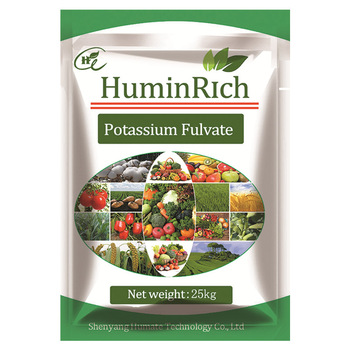 HuminRich
Potassium Fulvate
Net weight: 25kg
Shenyang Humate Technology Co., Ltd